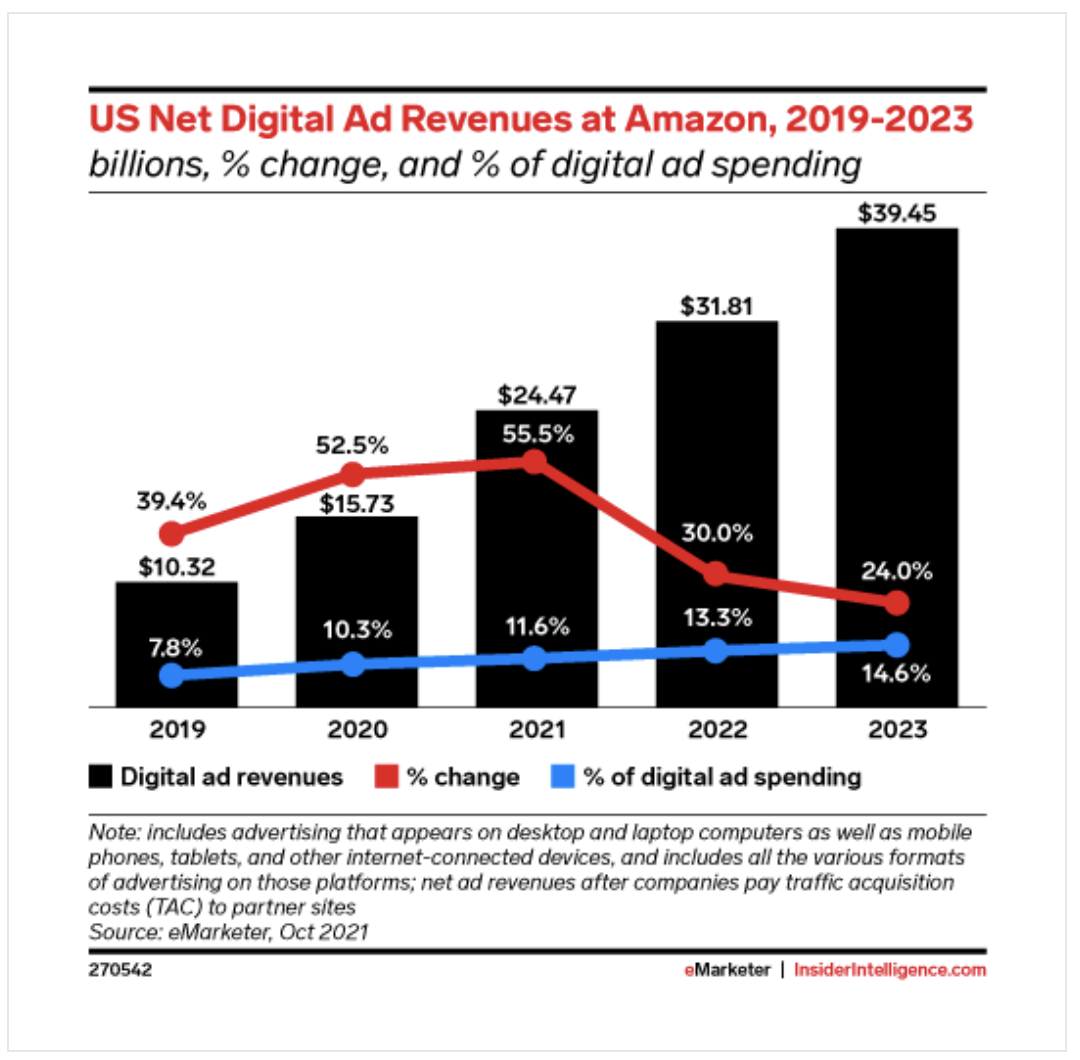 US Net Digital Ad Revenues at Amazon, 2019-2023
billions, % change, and % of digital ad spending
$39.45
$31.81
$24.47
55.5%
52.5%
39.4%
$15.73
30.0%
$10.32
24.0%
7.8%
10.3%
11.6%
13.3%
14.6%
2019 2020 2021 2022 2023
Digital ad revenues % change % of digital ad spending
Note: includes advertising that appears on desktop and laptop computers as well as mobile
phones, tablets, and other internet-connected devices, and includes all the various formats
of advertising on those platforms; net ad revenues after companies pay traffic acquisition
costs (TAC) to partner sites
Source: eMarketer, Oct 2021
270542 eMarketer | InsiderIntelligence.com